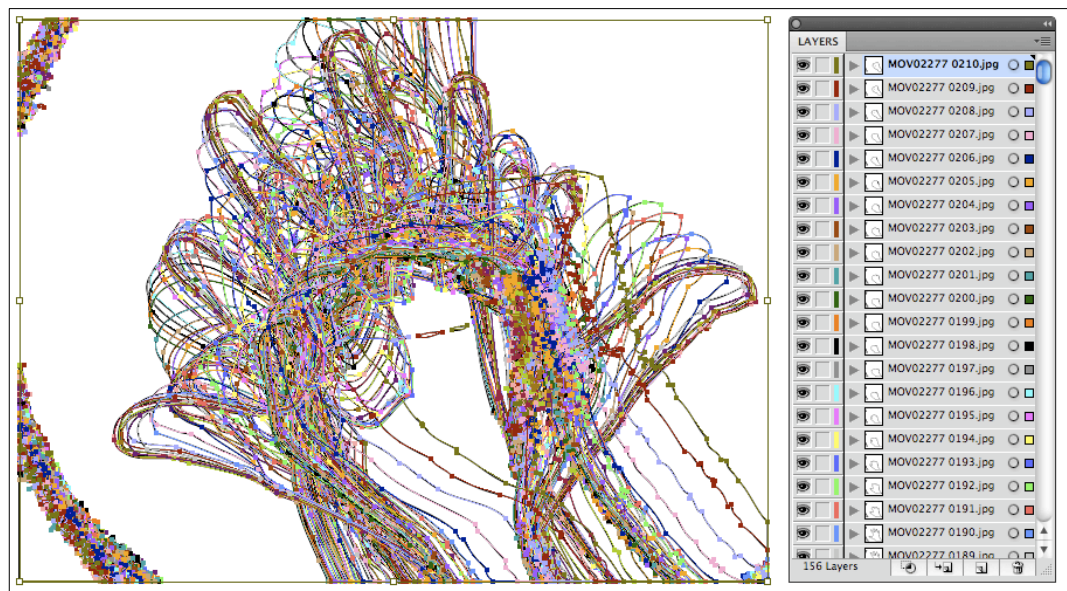 LAYERS
MOV02277 0210.jpg
MOV02277 0209.jpg
MOV02277 0208.jpg
MOV02277 0207.jpg
MOV02277 0206.jpg
MOV02277 0205.jpg
MOV02277 0204.jpg
MOV02277 0203.jpg
MOV02277 0202.jpg
MOV02277 0201.jpg
MOV02277 0200.jpg
MOV02277 0199.jpg
MOV02277 0198.jpg
MOV02277 0197.jpg
MOV02277 0196.jpg
MOV02277 0195.jpg
MOV02277 0194.jpg
MOV02277 0193.jpg
MOV02277 0192.jpg
MOV02277 0191.jpg
MOV02277 0190.jpg
MOV02277 0189.jpg
156 Layers